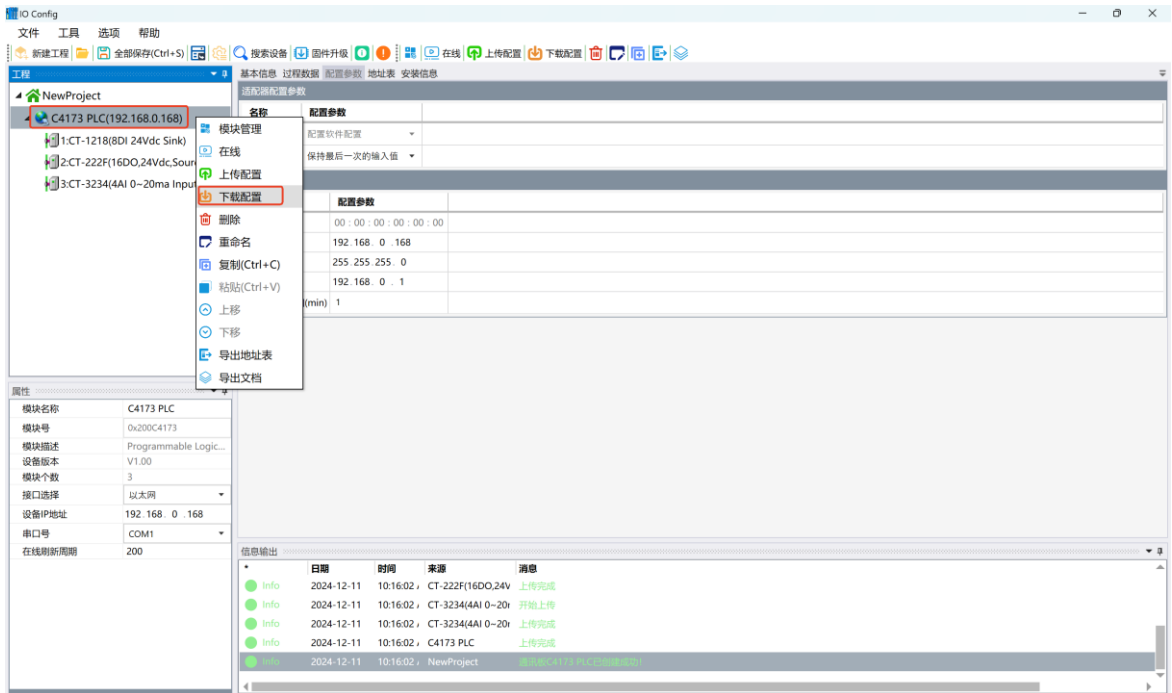 IO Config
文件 工具 选项 帮助
新建工程 全部保存(Ctrl+S) 搜索设备 固件升级 在线 上传配置 下载配置
工程
基本信息 过程数据 配置参数 地址表 安装信息
NewProject
C4173 PLC(192.168.0.168)
1:CT-1218(8DI 24Vdc Sink)
2:CT-222F(16DO,24Vdc,Sour
3:CT-3234(4AI 0~20ma Input
模块管理
在线
上传配置
下载配置
删除
重命名
复制(Ctrl+C)
粘贴(Ctrl+V)
上移
下移
导出地址表
导出文档
适配器配置参数
名称 配置参数
配置软件配置
保持最后一次的输入值
配置参数
00 : 00 : 00 : 00 : 00 : 00
192 . 168 . 0 . 168
255 . 255 . 255 . 0
192 . 168 . 0 . 1
(min) 1
属性
模块名称 C4173 PLC
模块号 0x200C4173
模块描述 Programmable Logic...
设备版本 V1.00
模块个数 3
接口选择 以太网
设备IP地址 192 . 168 . 0 . 168
串口号 COM1
在线刷新周期 200
信息输出
* 日期 时间 来源 消息
Info 2024-12-11 10:16:02 CT-222F(16DO,24V 上传完成
Info 2024-12-11 10:16:02 CT-3234(4AI 0~20 开始上传
Info 2024-12-11 10:16:02 CT-3234(4AI 0~20 上传完成
Info 2024-12-11 10:16:02 C4173 PLC 上传完成
Info 2024-12-11 10:16:02 NewProject 通讯板C4173 PLC已创建成功!